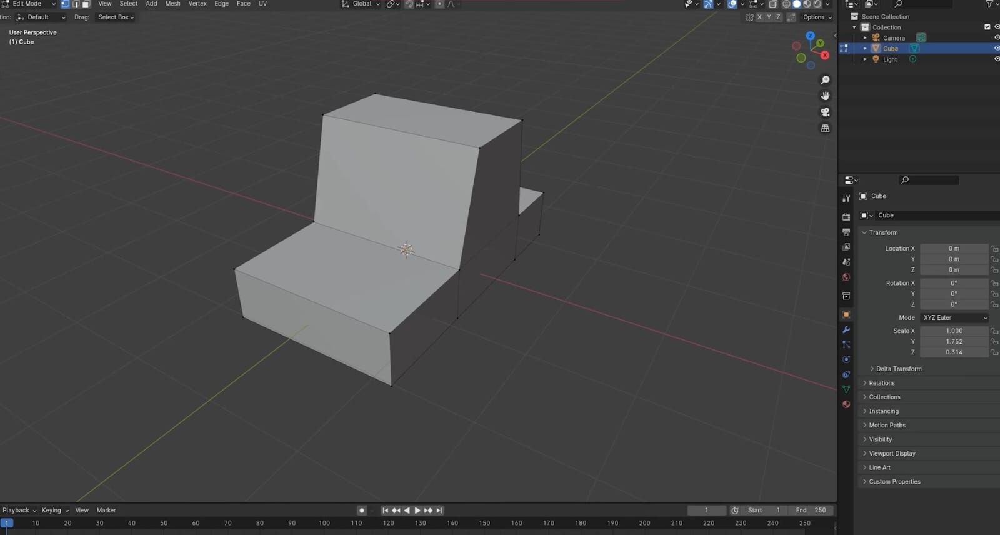 Edit Mode View Select Add Mesh Vertex Edge Face UV Global
tion: Default Drag: Select Box X Y Z Options
User Perspective
(1) Cube
Z
Y
X
Scene Collection
Collection
Camera
Cube
Light
Cube
Cube
Transform
Location X 0 m
Y 0 m
Z 0 m
Rotation X 0°
Y 0°
Z 0°
Mode XYZ Euler
Scale X 1.000
Y 1.752
Z 0.314
Delta Transform
Relations
Collections
Instancing
Motion Paths
Visibility
Viewport Display
Line Art
Custom Properties
Playback Keying View Marker 1 Start 1 End 250
1 10 20 30 40 50 60 70 80 90 100 110 120 130 140 150 160 170 180 190 200 210 220 230 240 250